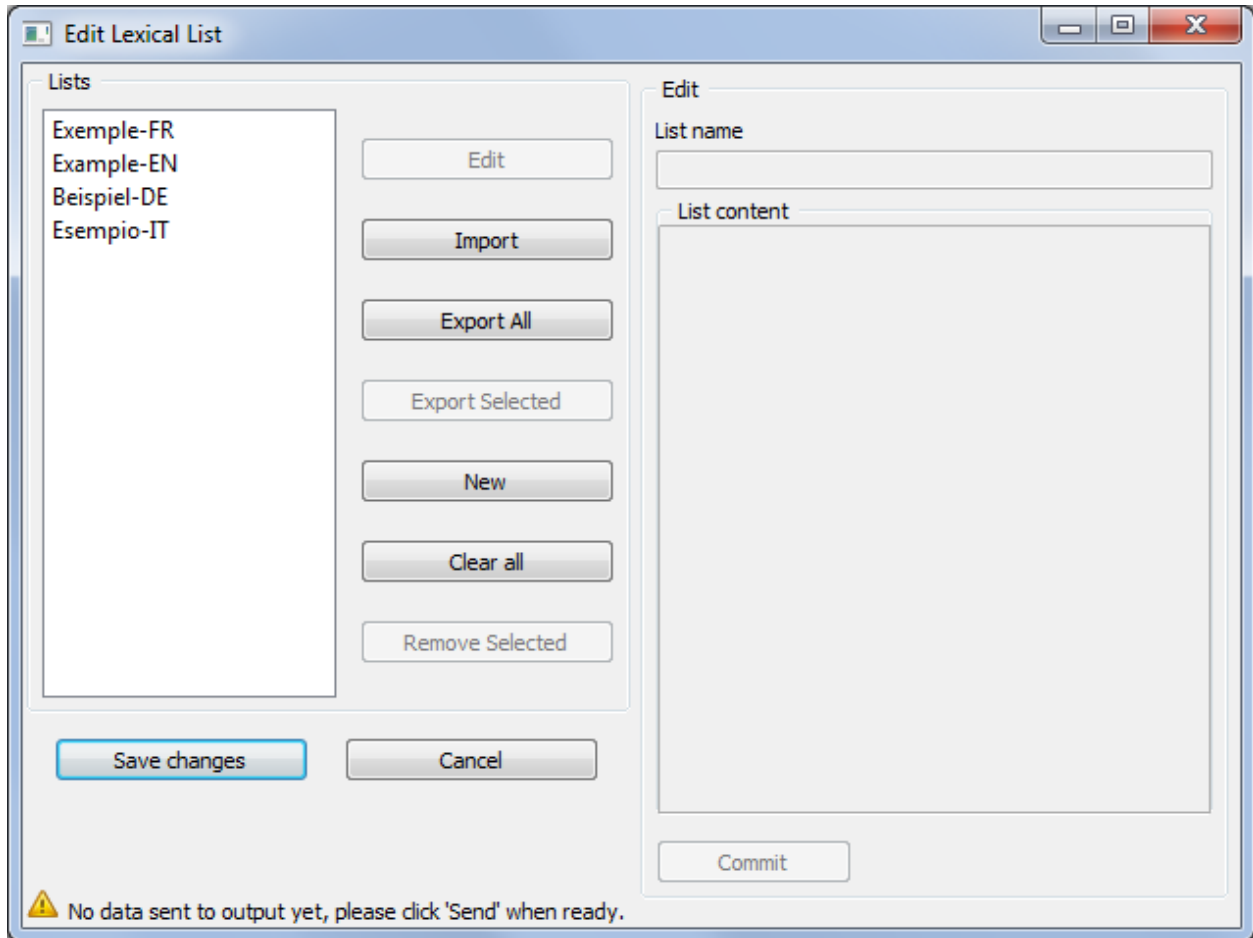 Edit Lexical List
Lists
Exemple-FR
Example-EN
Beispiel-DE
Esempio-IT
Edit
Import
Export All
Export Selected
New
Clear all
Remove Selected
Save changes
Cancel
Edit
List name
List content
Commit
No data sent to output yet, please click 'Send' when ready.